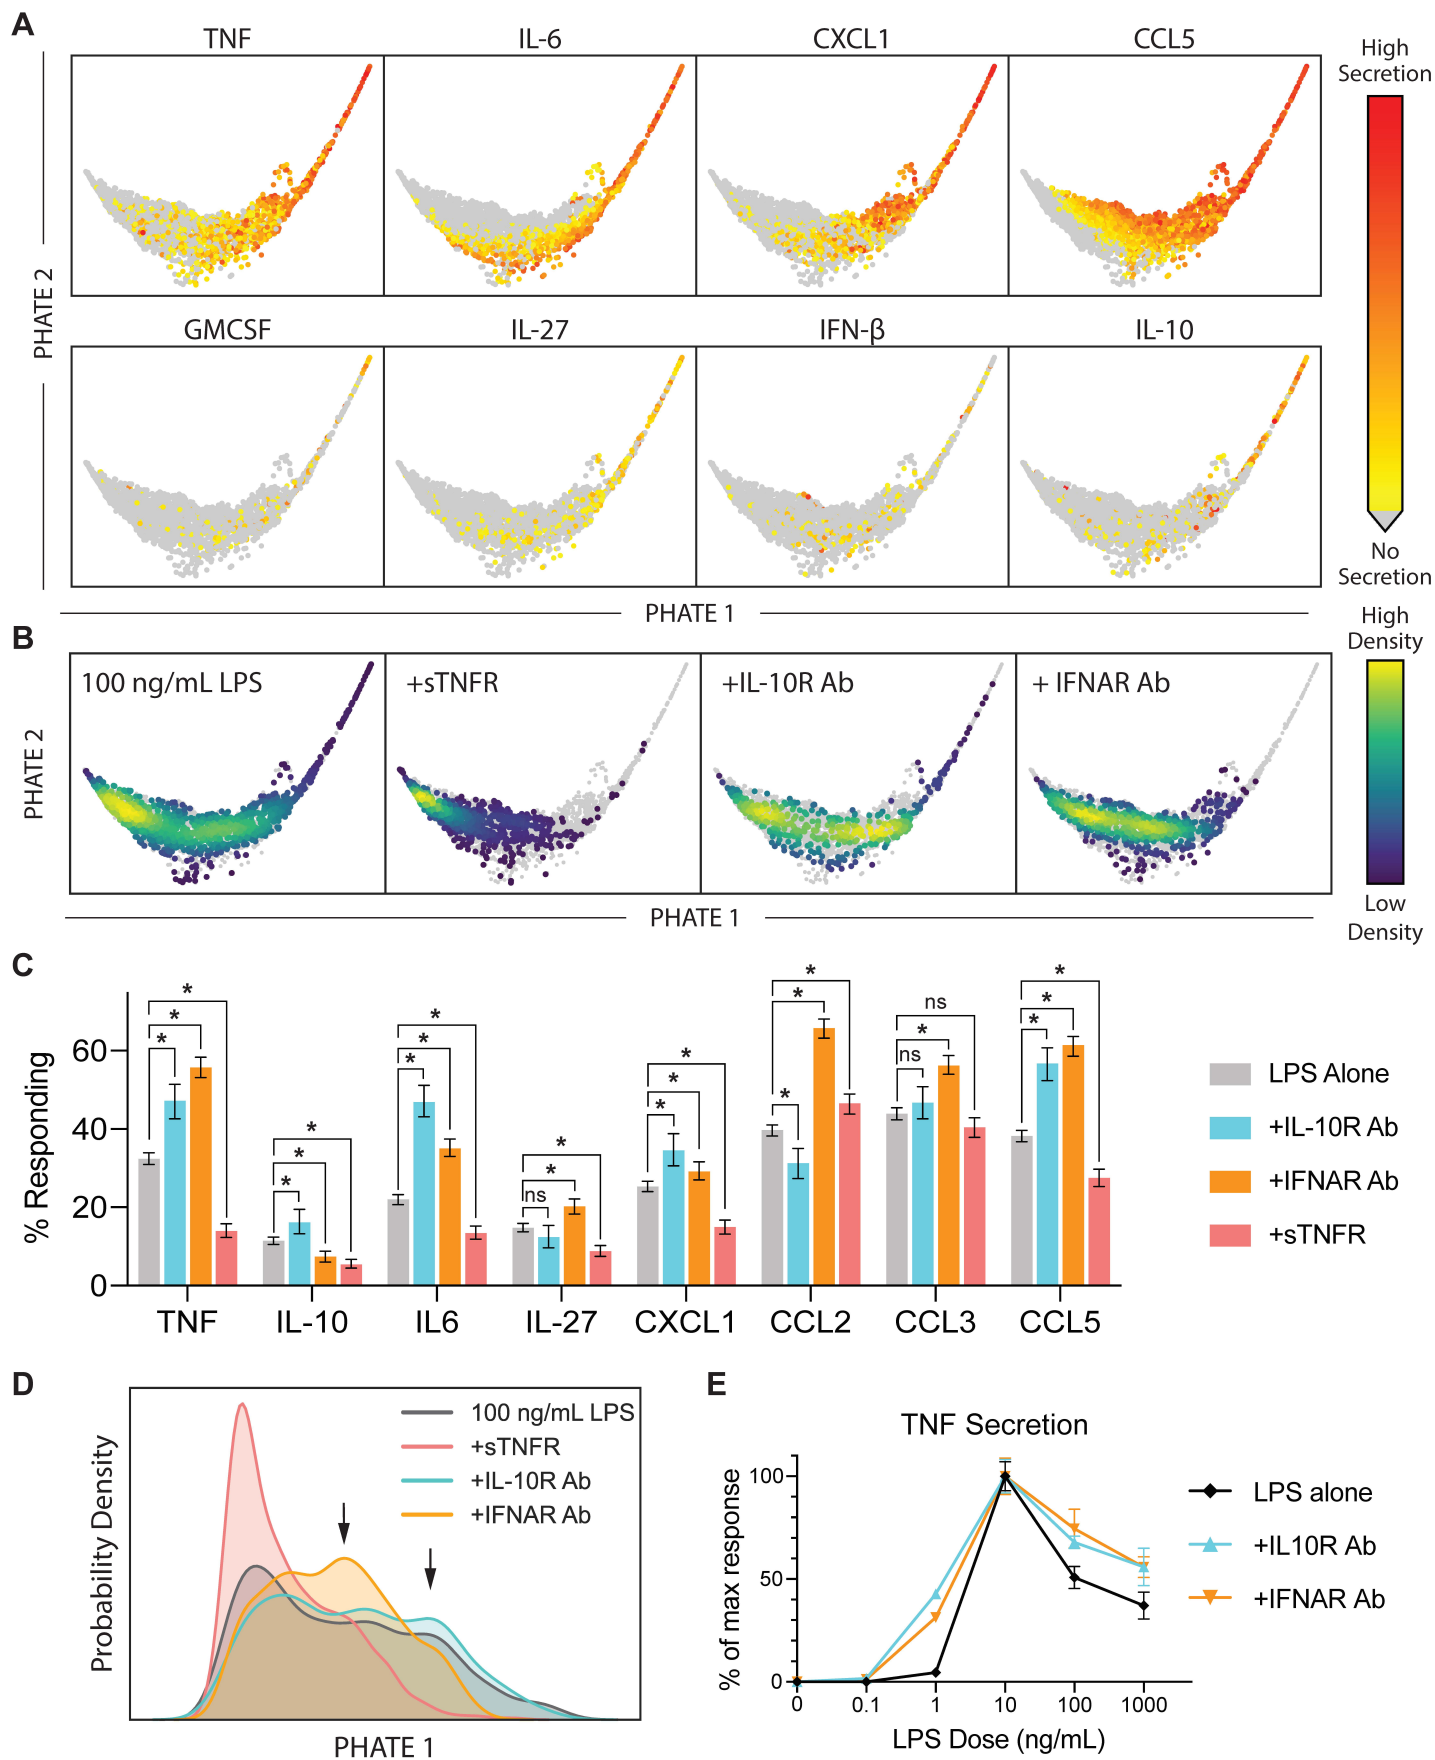 A
TNF
IL-6
CXCL1
CCL5
High
Secretion
GMCSF
IL-27
IFN-β
IL-10
No
Secretion
PHATE 2
PHATE 1
B
High
Density
100 ng/mL LPS
+sTNFR
+IL-10R Ab
+ IFNAR Ab
PHATE 2
Low
Density
PHATE 1
C
% Responding
60
40
20
0
* * *
* * *
* * *
ns * *
* * *
* * *
ns * ns
* * *
TNF
IL-10
IL6
IL-27
CXCL1
CCL2
CCL3
CCL5
LPS Alone
+IL-10R Ab
+IFNAR Ab
+sTNFR
D
Probability Density
100 ng/mL LPS
+sTNFR
+IL-10R Ab
+IFNAR Ab
PHATE 1
E
TNF Secretion
% of max response
100
50
0
0 0.1 1 10 100 1000
LPS Dose (ng/mL)
LPS alone
+IL10R Ab
+IFNAR Ab